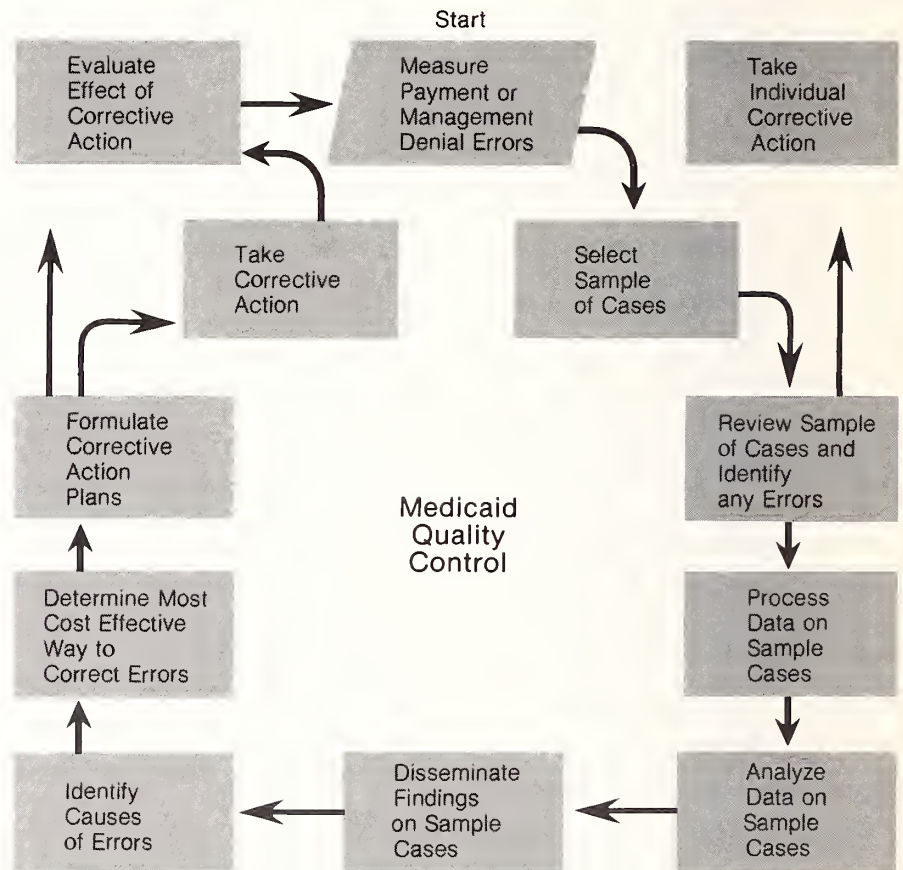 Start
Evaluate
Effect of
Corrective
Action
Measure
Payment or
Management
Denial Errors
Take
Individual
Corrective
Action
Take
Corrective
Action
Select
Sample
of Cases
Formulate
Corrective
Action
Plans
Review Sample
of Cases and
Identify
any Errors
Medicaid
Quality
Control
Determine Most
Cost Effective
Way to
Correct Errors
Process
Data on
Sample
Cases
Identify
Causes
of Errors
Disseminate
Findings
on Sample
Cases
Analyze
Data on
Sample
Cases